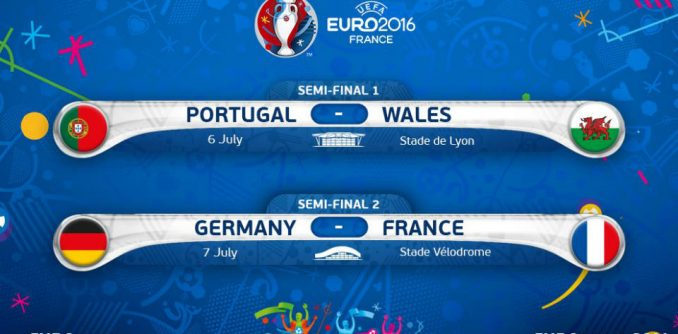 UEFA
EURO2016
FRANCE
SEMI-FINAL 1
PORTUGAL - WALES
6 July Stade de Lyon
SEMI-FINAL 2
GERMANY - FRANCE
7 July Stade Vélodrome